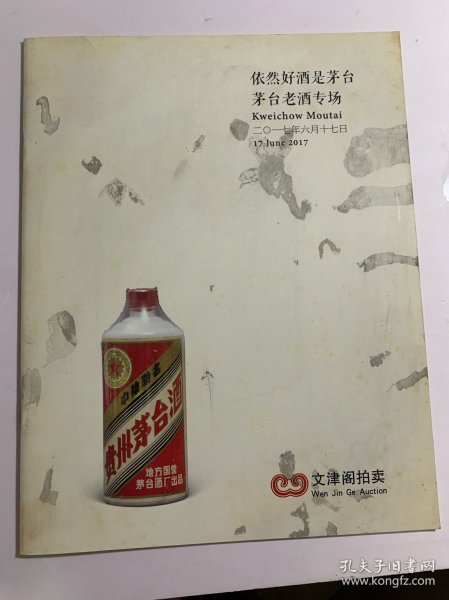 依然好酒是茅台
茅台老酒专场
Kweichow Moutai
二〇一七年六月十七日
17 June 2017
中外驰名
贵州茅台酒
地方国营
茅台酒厂出品
文津阁拍卖
Wen Jin Ge Auction
孔夫子旧书网
www.kongfz.com